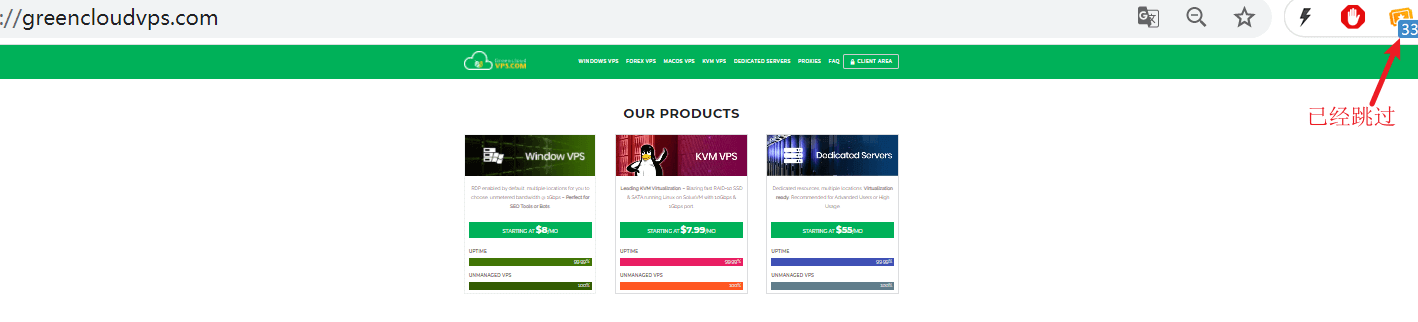 ://greencloudvps.com
33
Greencloud
VPS.COM
WINDOWS VPS FOREX VPS MACOS VPS KVM VPS DEDICATED SERVERS PROXIES FAQ CLIENT AREA
已经跳过
OUR PRODUCTS
Window VPS
RDP enabled by default multiple locations for you to
choose, unmetered bandwidth @ 1Gbps – Perfect for
SEO Tools or Bots
STARTING AT $8/MO
UPTIME
99.99%
UNMANAGED VPS
100%
KVM VPS
Leading KVM Virtualization – Blazing fast RAID-10 SSD
& SATA running Linux on SolusVM with 10Gbps &
1Gbps port
STARTING AT $7.99/MO
UPTIME
99.99%
UNMANAGED VPS
100%
Dedicated Servers
Dedicated resources, multiple locations. Virtualization
ready. Recommended for Advanced Users or High
Usage
STARTING AT $55/MO
UPTIME
99.99%
UNMANAGED VPS
100%